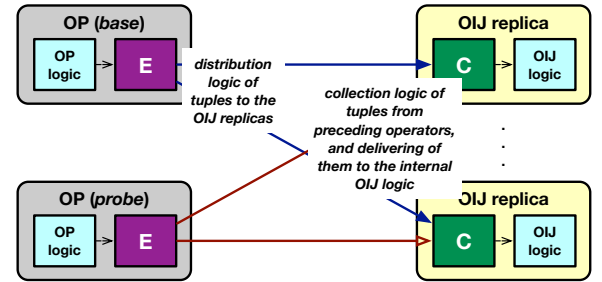 OP (base)
OP
logic
E
distribution
logic of
tuples to the
OIJ replicas
collection logic of
tuples from
preceding operators,
and delivering of
them to the internal
OIJ logic
OIJ replica
C
OIJ
logic
OP (probe)
OP
logic
E
OIJ replica
C
OIJ
logic